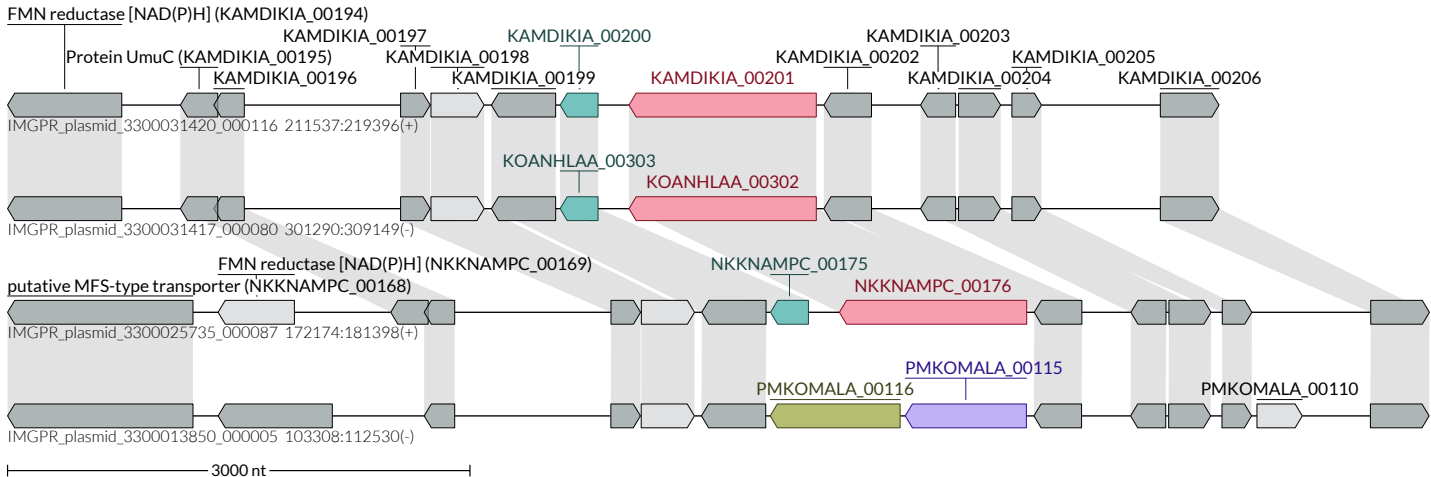 FMN reductase [NAD(P)H] (KAMDIKIA_00194)
KAMDIKIA_00197 KAMDIKIA_00200 KAMDIKIA_00203
Protein UmuC (KAMDIKIA_00195) KAMDIKIA_00198 KAMDIKIA_00202 KAMDIKIA_00205
KAMDIKIA_00196 KAMDIKIA_00199 KAMDIKIA_00201 KAMDIKIA_00204 KAMDIKIA_00206
IMGPR_plasmid_3300031420_000116 211537:219396(+)
KOANHLAA_00303
KOANHLAA_00302
IMGPR_plasmid_3300031417_000080 301290:309149(-)
FMN reductase [NAD(P)H] (NKKNAMPC_00169) NKKNAMPC_00175
putative MFS-type transporter (NKKNAMPC_00168) NKKNAMPC_00176
IMGPR_plasmid_3300025735_000087 172174:181398(+)
PMKOMALA_00115
PMKOMALA_00116 PMKOMALA_00110
IMGPR_plasmid_3300013850_000005 103308:112530(-)
3000 nt